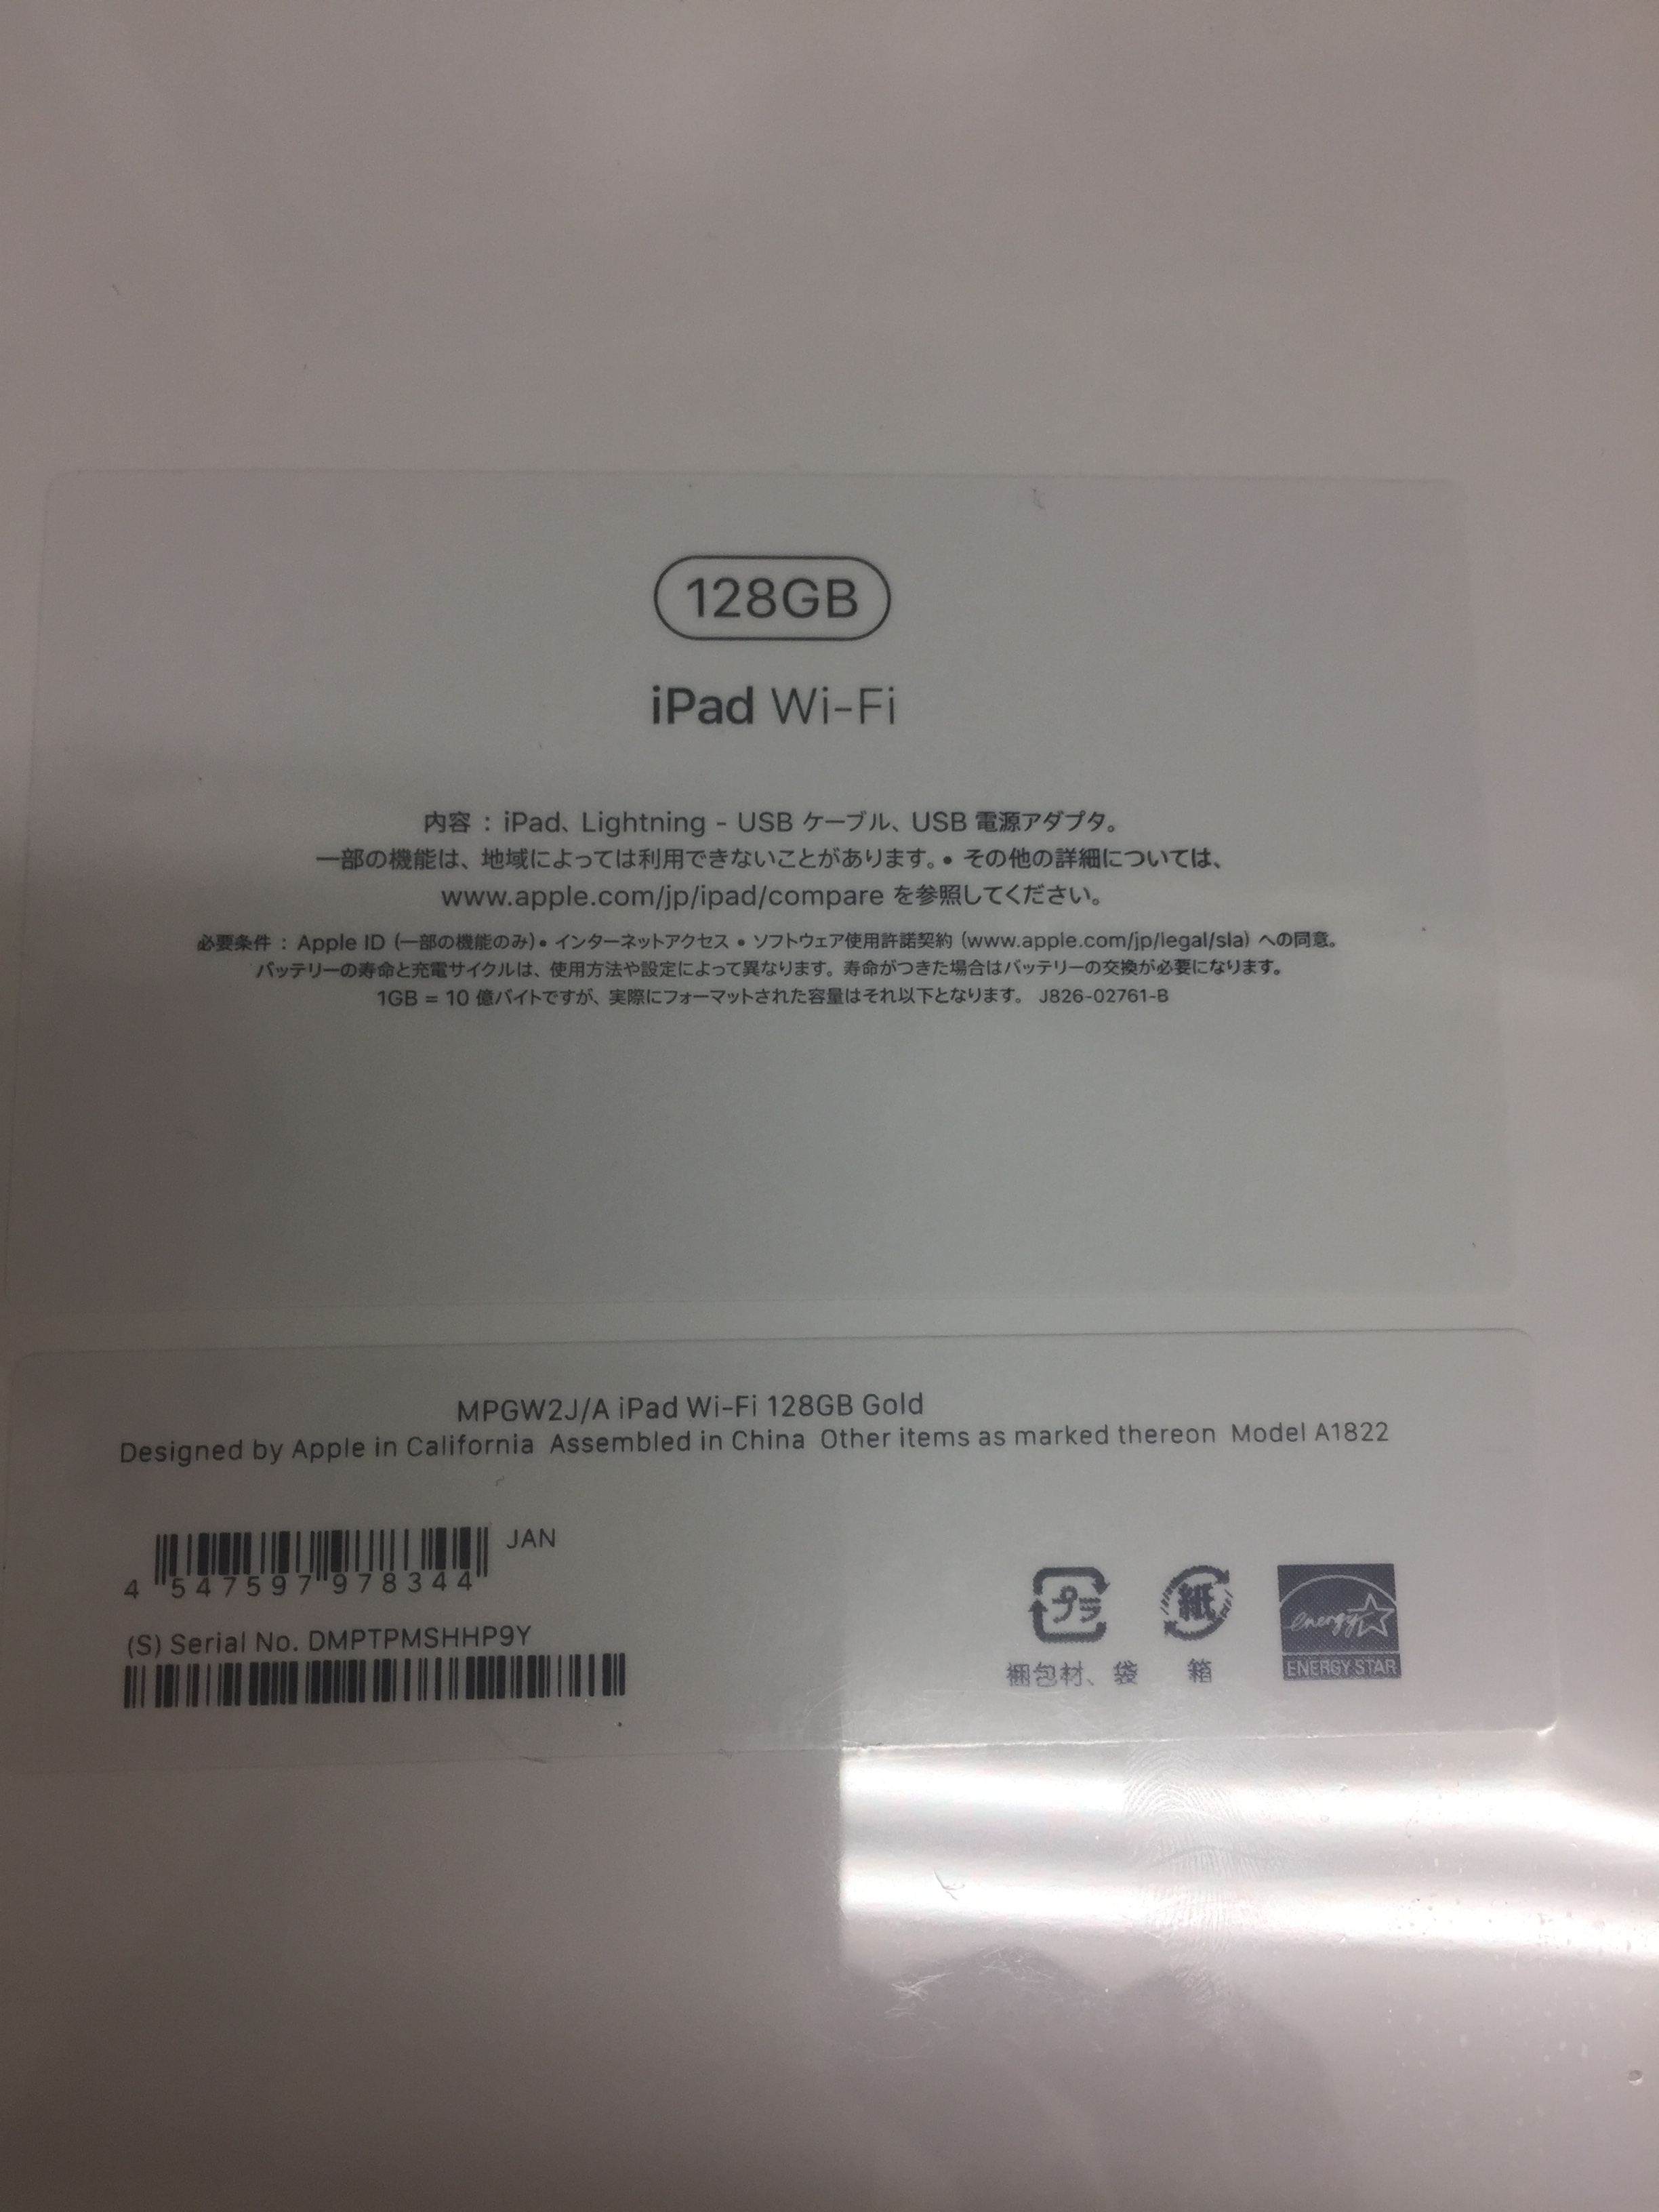 128GB
iPad Wi-Fi
内容 : iPad、Lightning - USB ケーブル、USB 電源アダプタ。
一部の機能は、地域によっては利用できないことがあります。• その他の詳細については、
www.apple.com/jp/ipad/compare を参照してください。
必要条件 : Apple ID (一部の機能のみ) • インターネットアクセス • ソフトウェア使用許諾契約 (www.apple.com/jp/legal/sla) への同意。
バッテリーの寿命と充電サイクルは、使用方法や設定によって異なります。寿命がつきた場合はバッテリーの交換が必要になります。
1GB = 10 億バイトですが、実際にフォーマットされた容量はそれ以下となります。 J826-02761-B
MPGW2J/A iPad Wi-Fi 128GB Gold
Designed by Apple in California Assembled in China Other items as marked thereon Model A1822
JAN
4 547597 978344
(S) Serial No. DMPTPMSHHP9Y
プラ 紙 energy
ENERGY STAR
梱包材、袋 箱